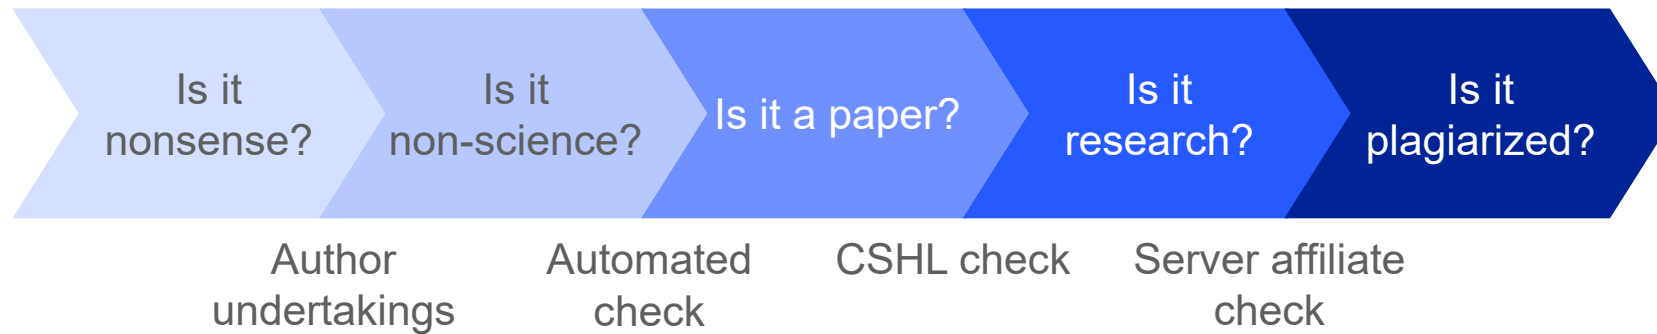 Is it
nonsense?
Is it
non-science?
Is it a paper?
Is it
research?
Is it
plagiarized?
Author
undertakings
Automated
check
CSHL check
Server affiliate
check